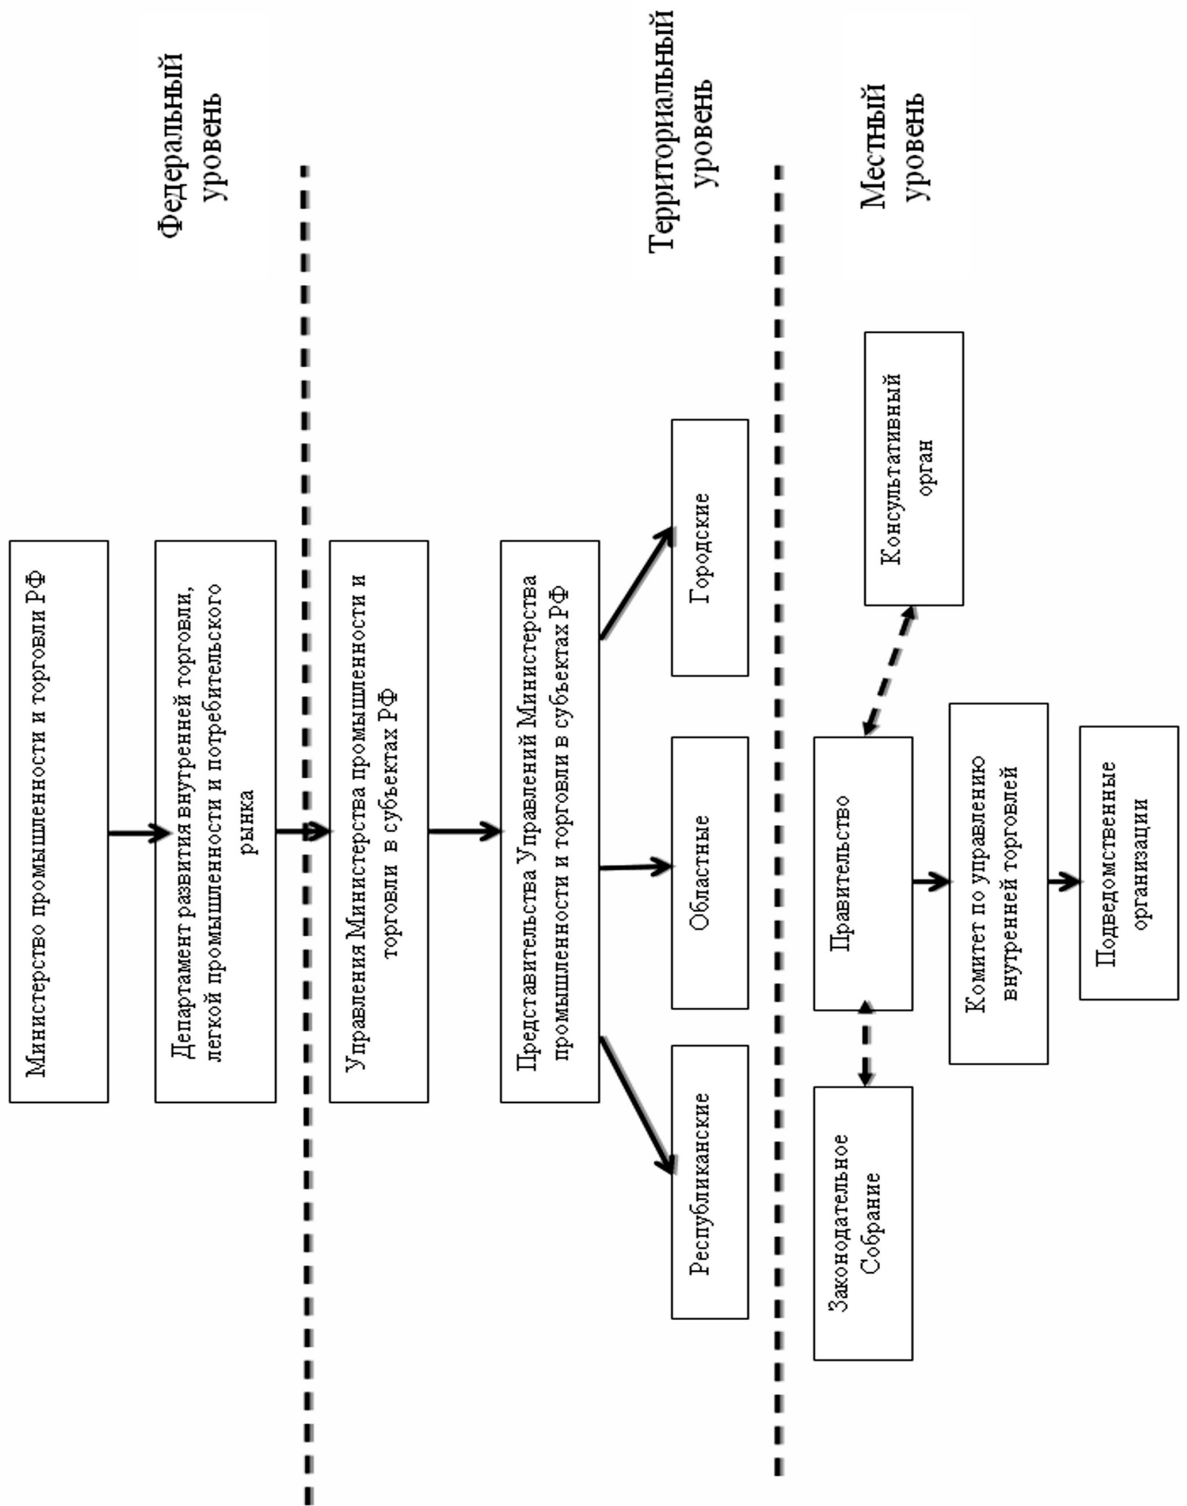 Министерство промышленности и торговли РФ
Департамент развития внутренней торговли,
легкой промышленности и потребительского
рынка
Федеральный
уровень
Управления Министерства промышленности и
торговли в субъектах РФ
Представительства Управлений Министерства
промышленности и торговли в субъектах РФ
Республиканские
Областные
Городские
Территориальный
уровень
Законодательное
Собрание
Правительство
Консультативный
орган
Местный
уровень
Комитет по управлению
внутренней торговлей
Подведомственные
организации